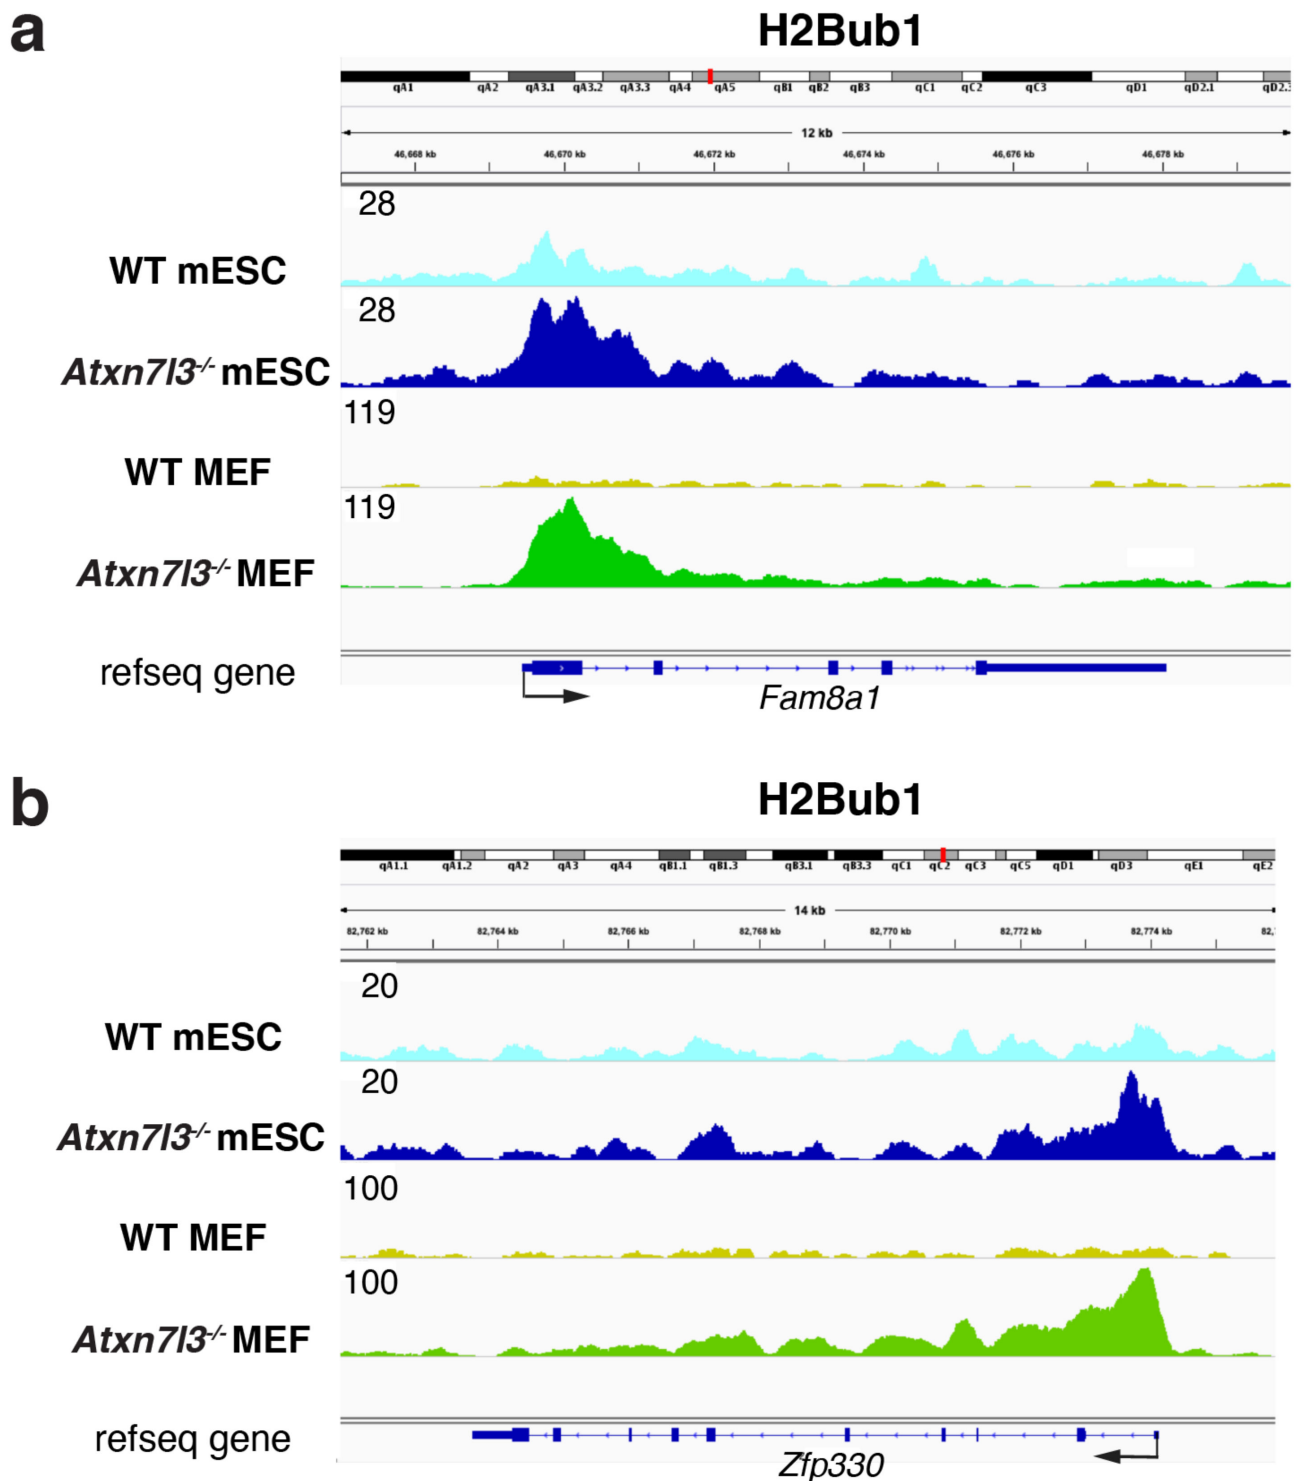 a
H2Bub1
qA1 qA2 qA3.1 qA3.2 qA3.3 qA4 qA5 qB1 qB2 qB3 qC1 qC2 qC3 qD1 qD2.1 qD2.3
12 kb
46,668 kb 46,670 kb 46,672 kb 46,674 kb 46,676 kb 46,678 kb
28
WT mESC
28
Atxn7l3-/- mESC
119
WT MEF
119
Atxn7l3-/- MEF
refseq gene
Fam8a1
b
H2Bub1
qA1.1 qA1.2 qA2 qA3 qA4 qB1.1 qB1.3 qB3.1 qB3.3 qC1 qC2 qC3 qC5 qD1 qD3 qE1 qE2
14 kb
82,762 kb 82,764 kb 82,766 kb 82,768 kb 82,770 kb 82,772 kb 82,774 kb 82,
20
WT mESC
20
Atxn7l3-/- mESC
100
WT MEF
100
Atxn7l3-/- MEF
refseq gene
Zfp330